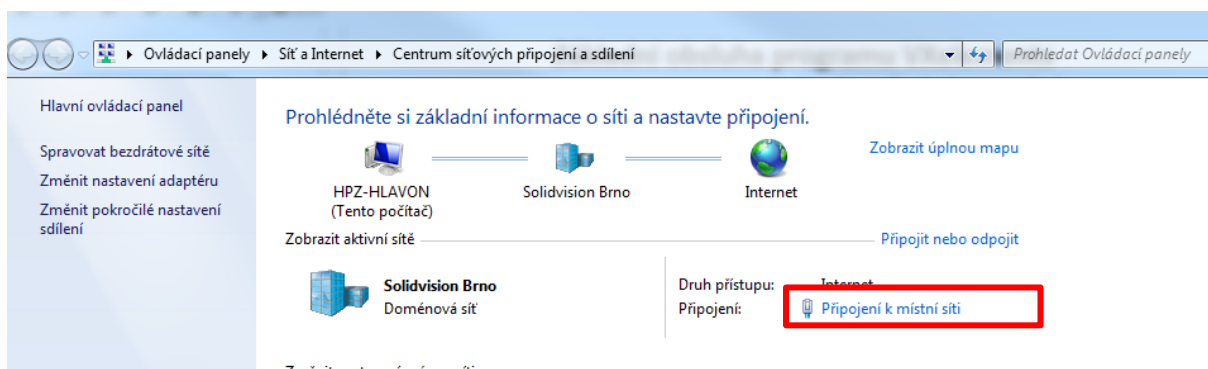 Ovládací panely ▸ Síť a Internet ▸ Centrum síťových připojení a sdílení
Prohledat Ovládací panely
Hlavní ovládací panel
Spravovat bezdrátové sítě
Změnit nastavení adaptéru
Změnit pokročilé nastavení
sdílení
Prohlédněte si základní informace o síti a nastavte připojení.
Zobrazit úplnou mapu
HPZ-HLAVON
(Tento počítač)
Solidvision Brno
Internet
Zobrazit aktivní sítě
Připojit nebo odpojit
Solidvision Brno
Doménová síť
Druh přístupu: Internet
Připojení: Připojení k místní síti